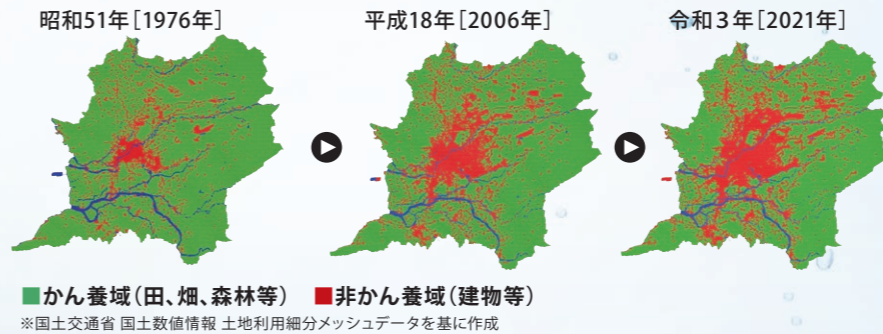 昭和51年［1976年］ 平成18年［2006年］ 令和3年［2021年］
■かん養域（田、畑、森林等） ■非かん養域（建物等）
※国土交通省 国土数値情報 土地利用細分メッシュデータを基に作成